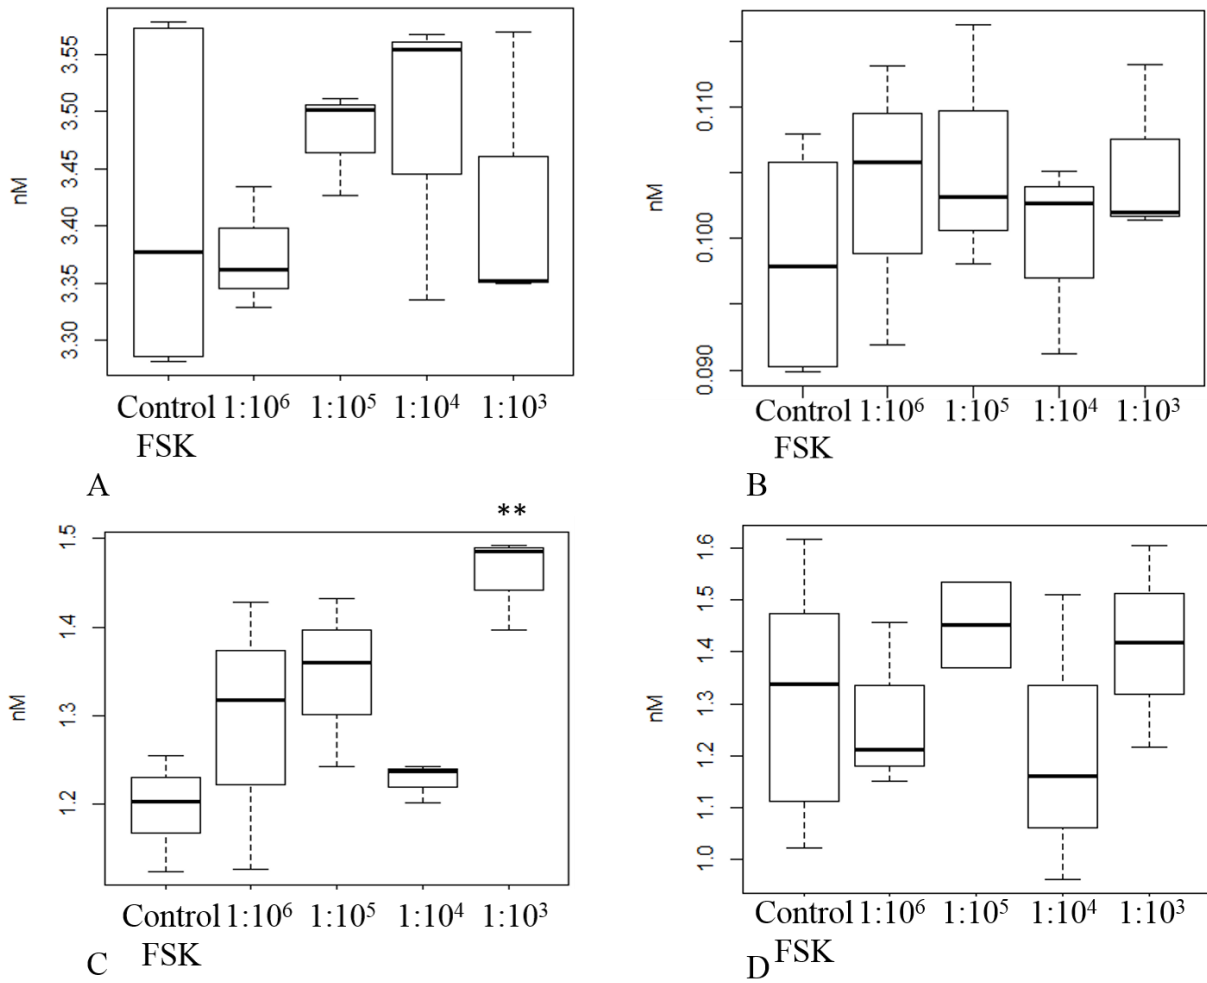 3.55
3.50
3.45
3.40
3.35
3.30
nM
Control 1:10⁶ 1:10⁵ 1:10⁴ 1:10³
FSK
A
0.110
0.100
0.090
nM
Control 1:10⁶ 1:10⁵ 1:10⁴ 1:10³
FSK
B
**
1.5
1.4
1.3
1.2
nM
Control 1:10⁶ 1:10⁵ 1:10⁴ 1:10³
FSK
C
1.6
1.5
1.4
1.3
1.2
1.1
1.0
nM
Control 1:10⁶ 1:10⁵ 1:10⁴ 1:10³
FSK
D